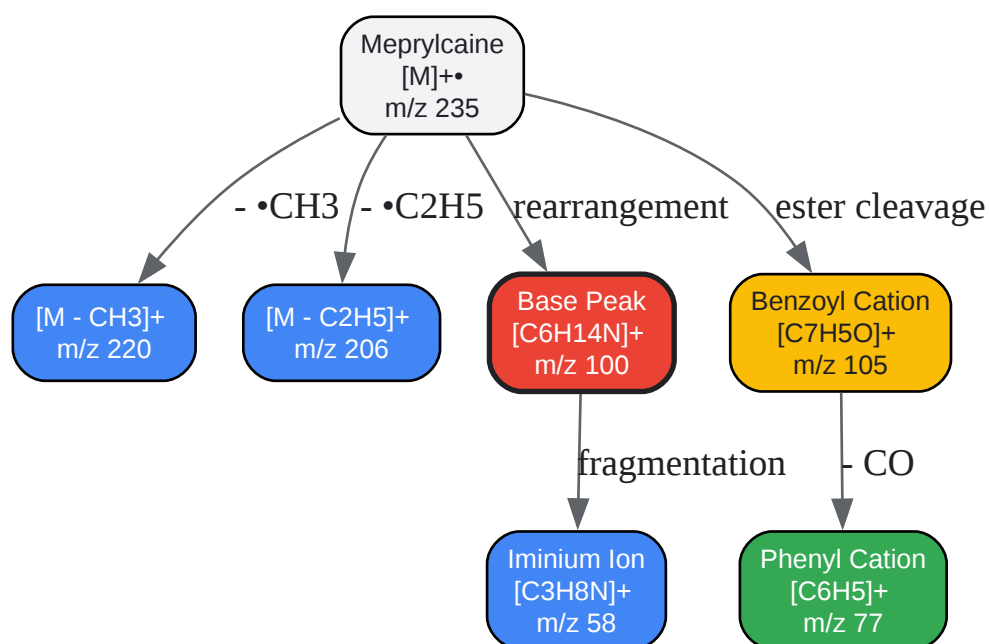 Meprylcaine
[M]+•
m/z 235
- •CH3
- •C2H5
rearrangement
ester cleavage
[M - CH3]+
m/z 220
[M - C2H5]+
m/z 206
Base Peak
[C6H14N]+
m/z 100
Benzoyl Cation
[C7H5O]+
m/z 105
fragmentation
- CO
Iminium Ion
[C3H8N]+
m/z 58
Phenyl Cation
[C6H5]+
m/z 77